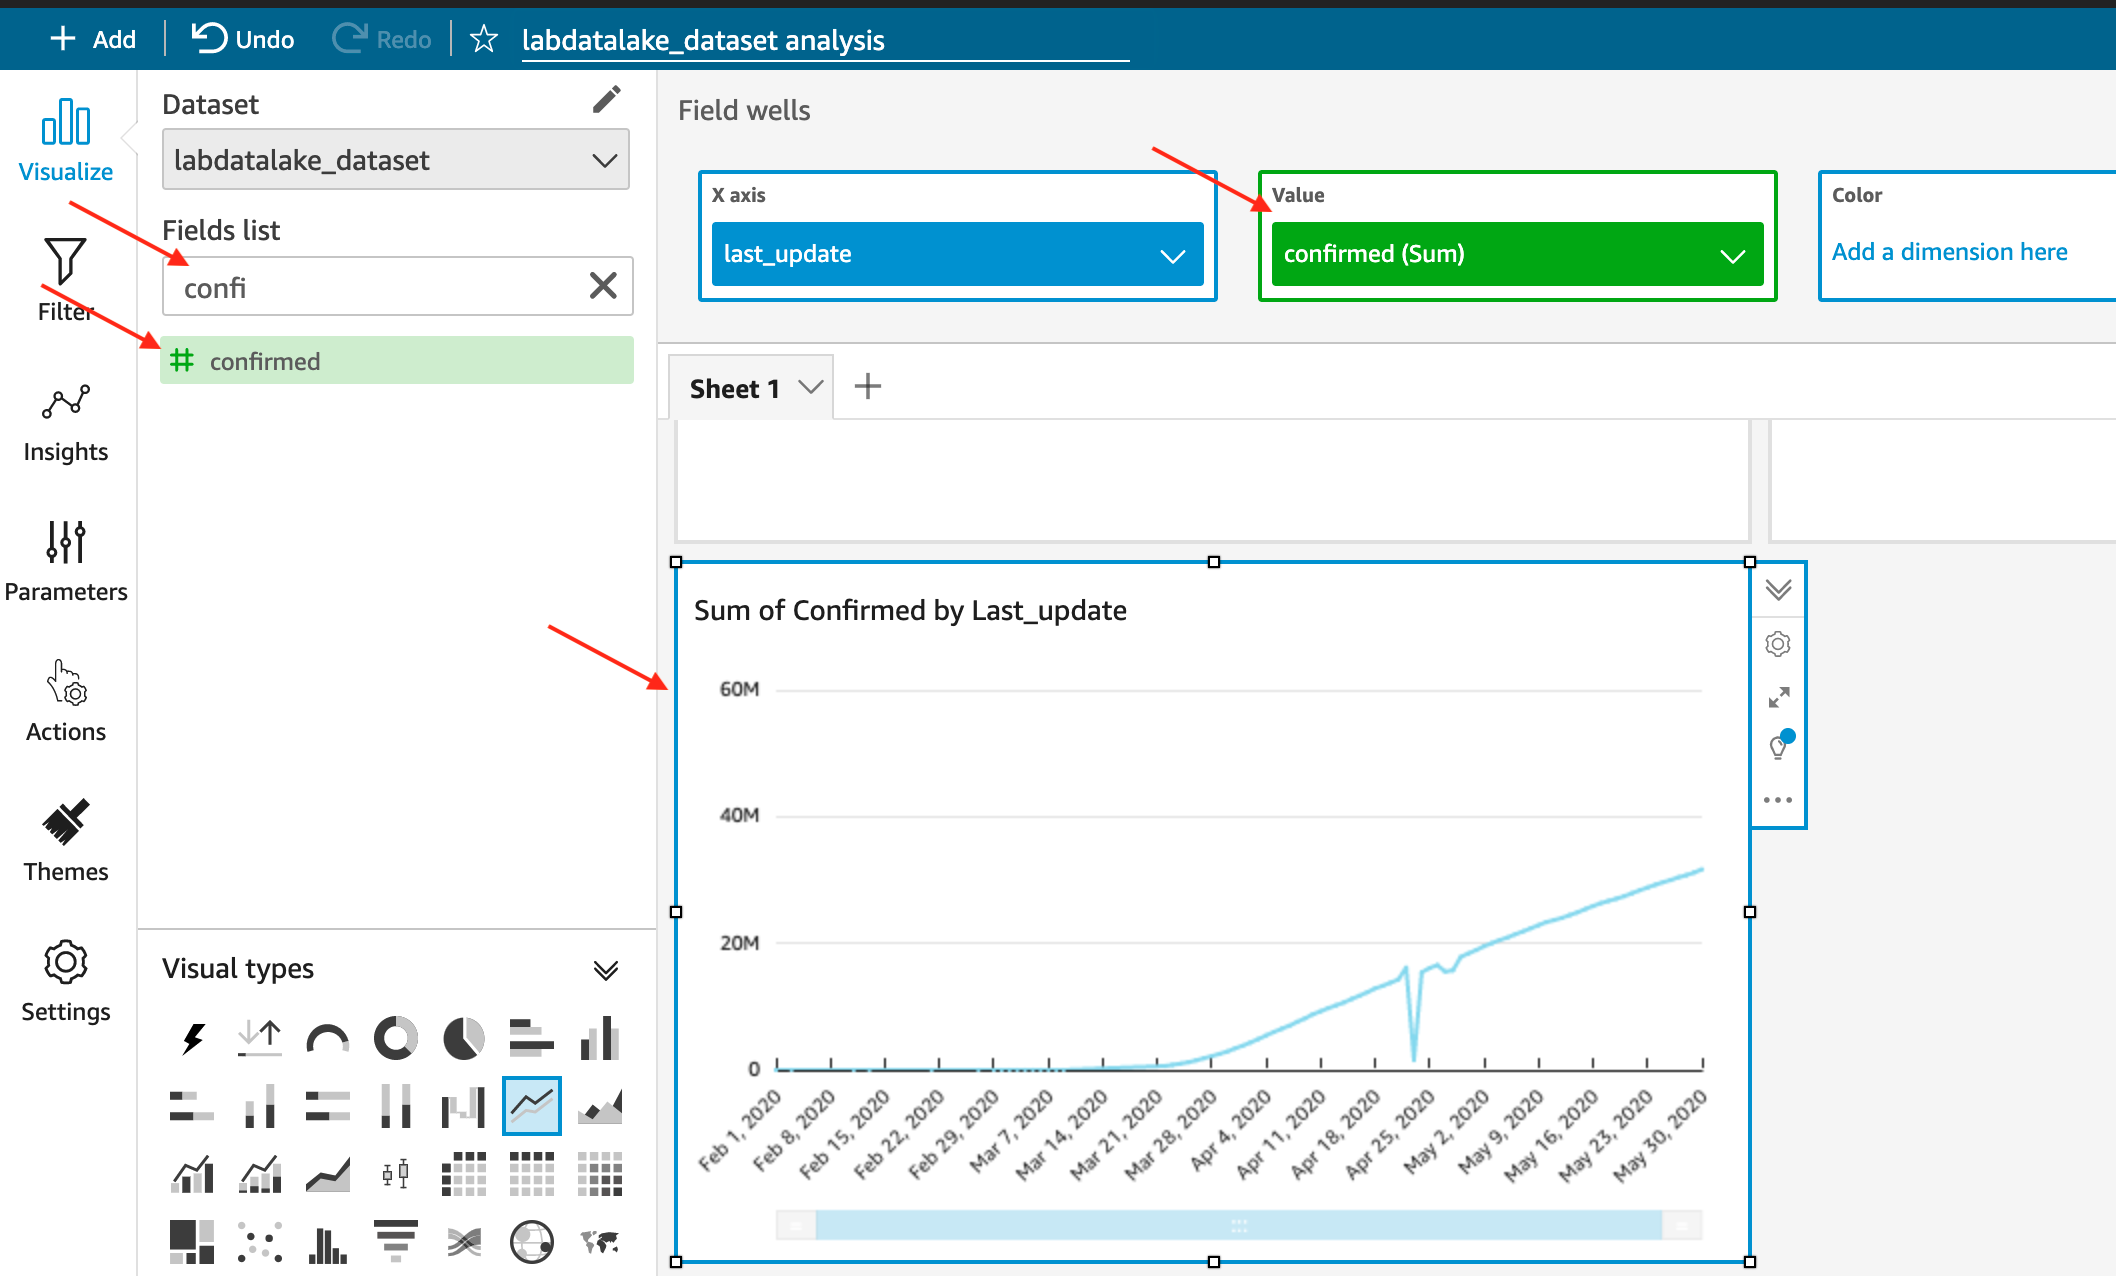 Add
Undo
Redo
labdatalake_dataset analysis
Visualize
Filter
Insights
Parameters
Actions
Themes
Settings
Dataset
labdatalake_dataset
Fields list
confi
confirmed
Visual types
Field wells
X axis
last_update
Value
confirmed (Sum)
Color
Add a dimension here
Sheet 1
Sum of Confirmed by Last_update
60M
40M
20M
0
Feb 1, 2020
Feb 8, 2020
Feb 15, 2020
Feb 22, 2020
Feb 29, 2020
Mar 7, 2020
Mar 14, 2020
Mar 21, 2020
Mar 28, 2020
Apr 4, 2020
Apr 11, 2020
Apr 18, 2020
Apr 25, 2020
May 2, 2020
May 9, 2020
May 16, 2020
May 23, 2020
May 30, 2020